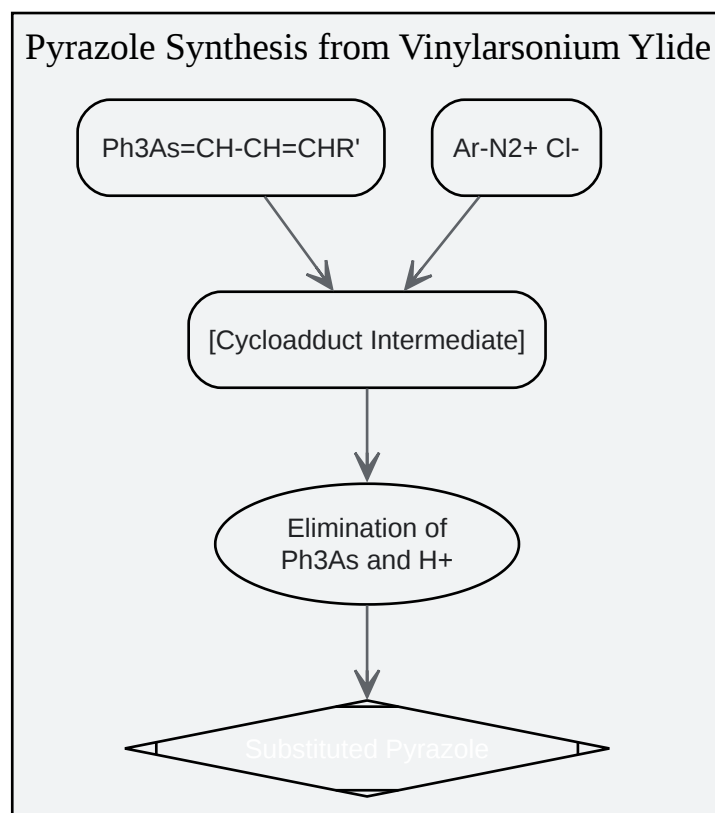 Pyrazole Synthesis from Vinylarsonium Ylide
Ph3As=CH-CH=CHR'
Ar-N2+ Cl-
[Cycloadduct Intermediate]
Elimination of
Ph3As and H+
Substituted Pyrazole